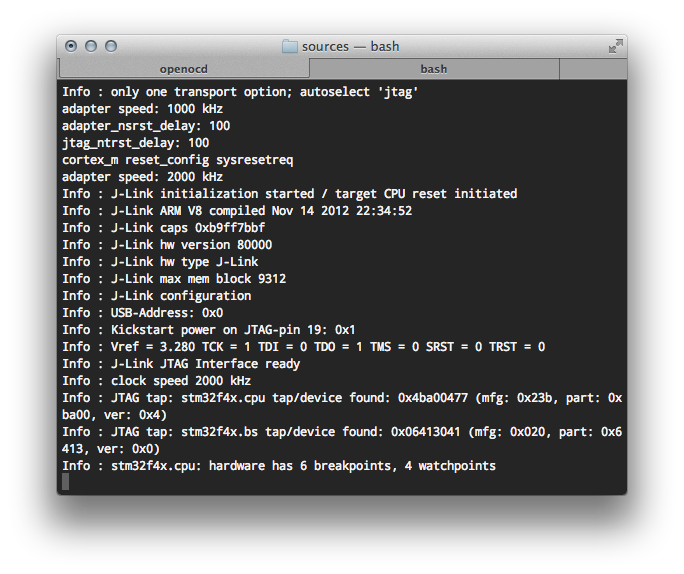 sources — bash
openocd
bash
Info : only one transport option; autoselect 'jtag'
adapter speed: 1000 kHz
adapter_nsrst_delay: 100
jtag_ntrst_delay: 100
cortex_m reset_config sysresetreq
adapter speed: 2000 kHz
Info : J-Link initialization started / target CPU reset initiated
Info : J-Link ARM V8 compiled Nov 14 2012 22:34:52
Info : J-Link caps 0xb9ff7bbf
Info : J-Link hw version 80000
Info : J-Link hw type J-Link
Info : J-Link max mem block 9312
Info : J-Link configuration
Info : USB-Address: 0x0
Info : Kickstart power on JTAG-pin 19: 0x1
Info : Vref = 3.280 TCK = 1 TDI = 0 TDO = 1 TMS = 0 SRST = 0 TRST = 0
Info : J-Link JTAG Interface ready
Info : clock speed 2000 kHz
Info : JTAG tap: stm32f4x.cpu tap/device found: 0x4ba00477 (mfg: 0x23b, part: 0x
ba00, ver: 0x4)
Info : JTAG tap: stm32f4x.bs tap/device found: 0x06413041 (mfg: 0x020, part: 0x6
413, ver: 0x0)
Info : stm32f4x.cpu: hardware has 6 breakpoints, 4 watchpoints